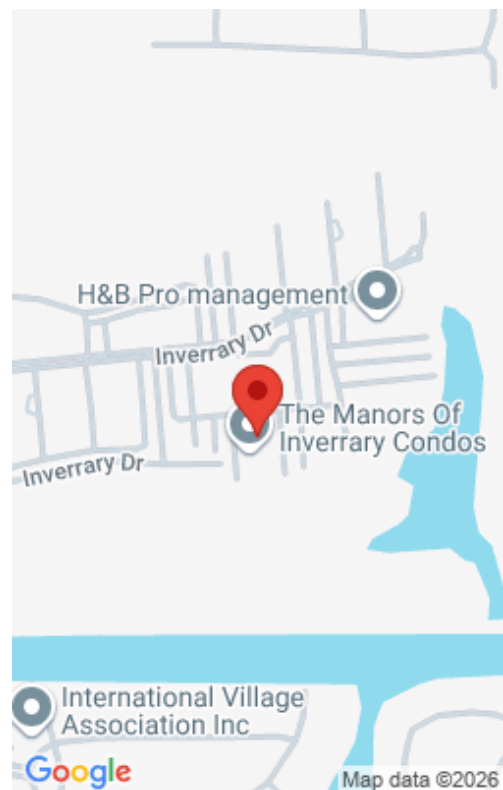 H&B Pro management
Inverrary Dr
The Manors Of
Inverrary Condos
Inverrary Dr
International Village
Association Inc
Google
Map data ©2026